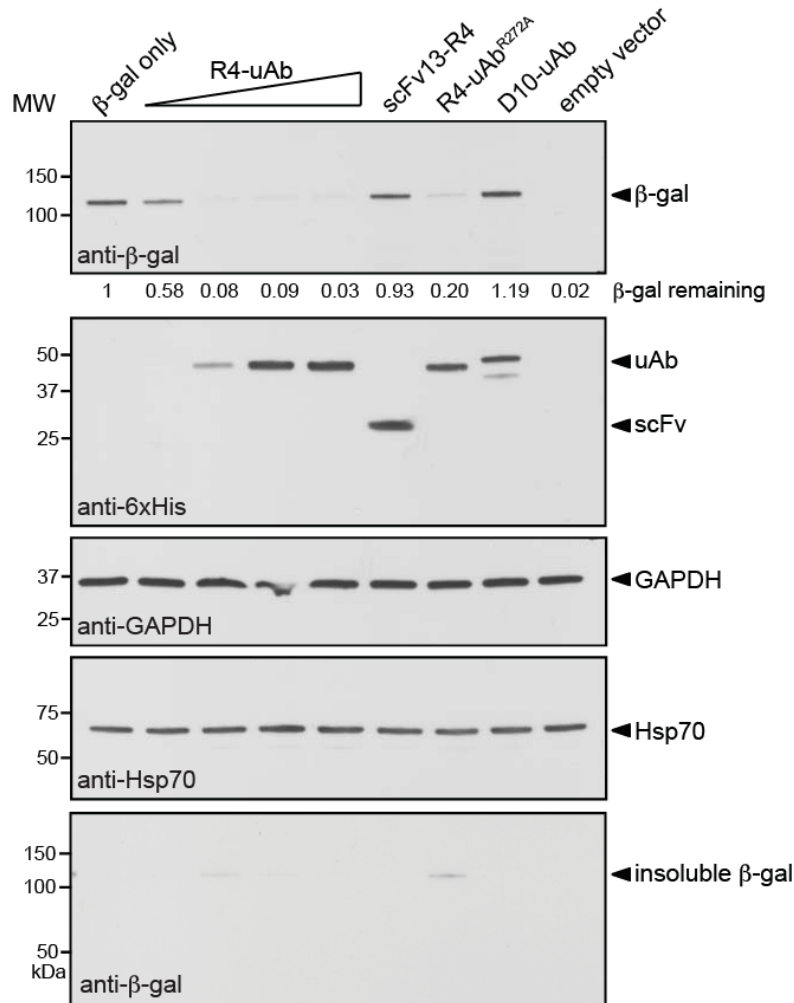 MW
β-gal only
R4-uAb
scFv13-R4
R4-uAbR272A
D10-uAb
empty vector
150
100
β-gal
anti-β-gal
1 0.58 0.08 0.09 0.03 0.93 0.20 1.19 0.02 β-gal remaining
50
uAb
37
scFv
25
anti-6xHis
37
GAPDH
25
anti-GAPDH
75
Hsp70
50
anti-Hsp70
150
insoluble β-gal
100
50
kDa
anti-β-gal